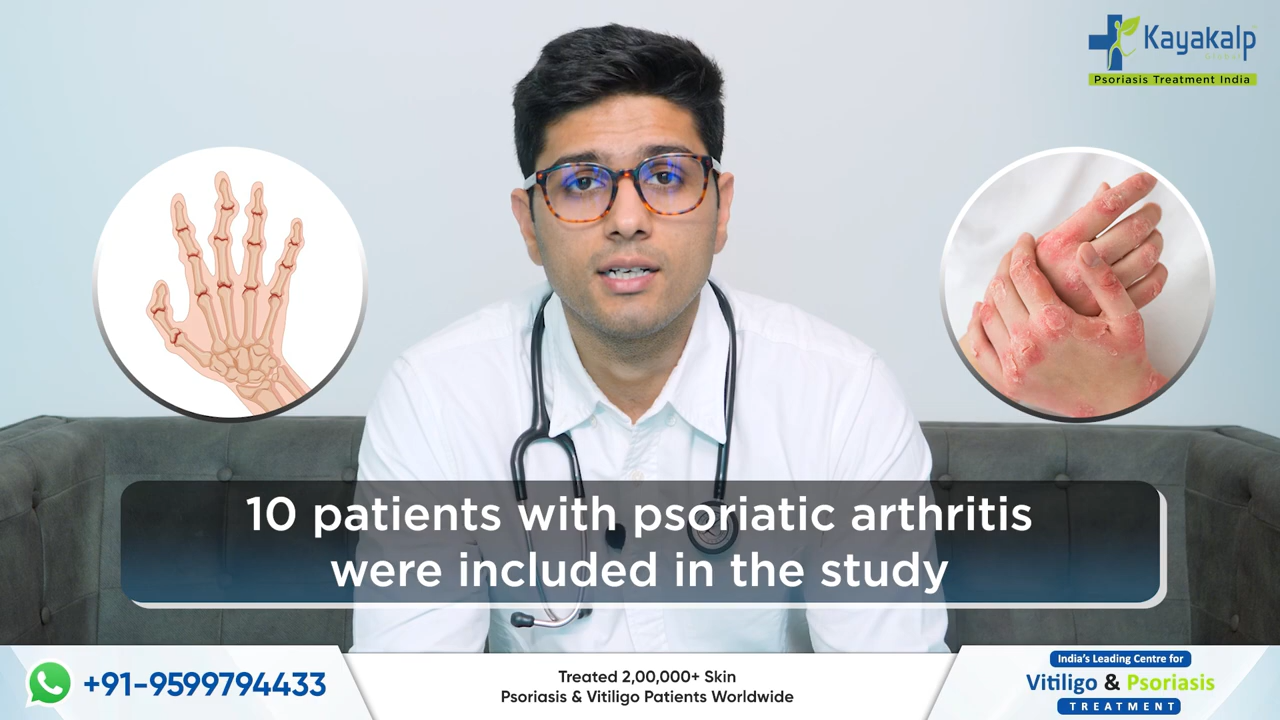 Kayakalp
Psoriasis Treatment India
10 patients with psoriatic arthritis
were included in the study
+91-9599794433
Treated 2,00,000+ Skin
Psoriasis & Vitiligo Patients Worldwide
India's Leading Centre for
Vitiligo & Psoriasis
TREATMENT